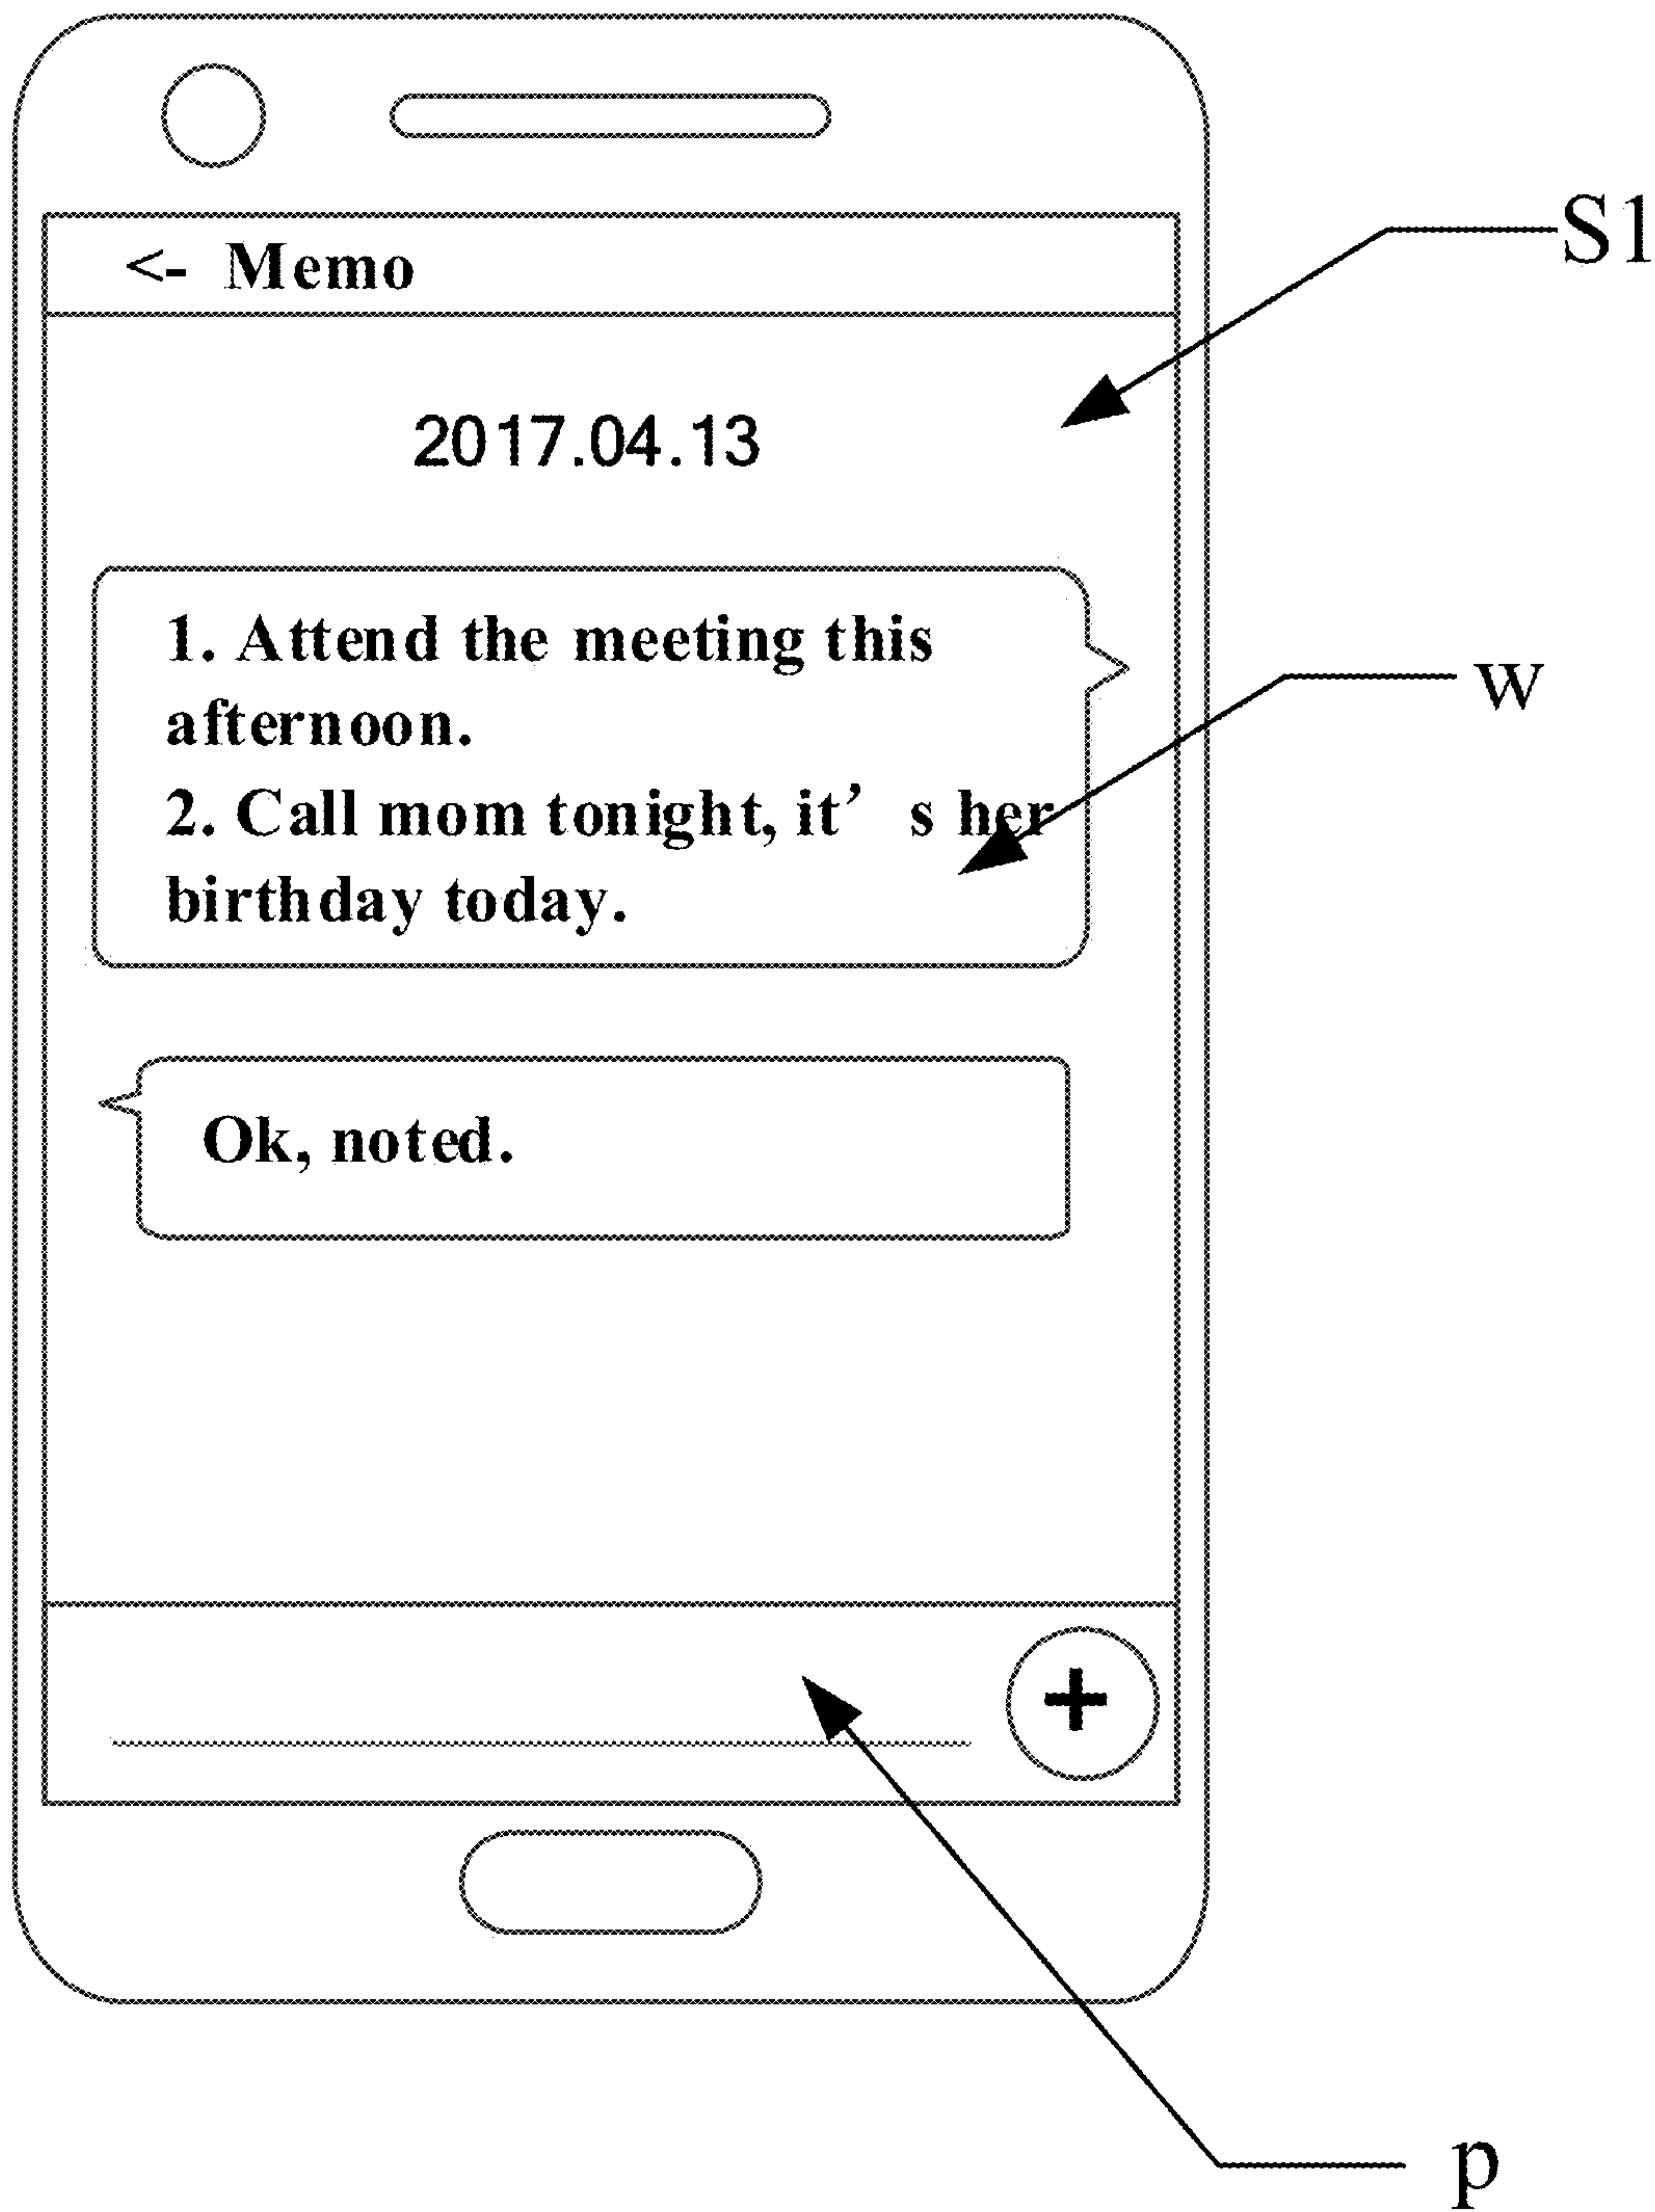 <- Memo
S1
2017.04.13
1. Attend the meeting this
afternoon.
w
2. Call mom tonight, it’ s her
birthday today.
Ok, noted.
+
p